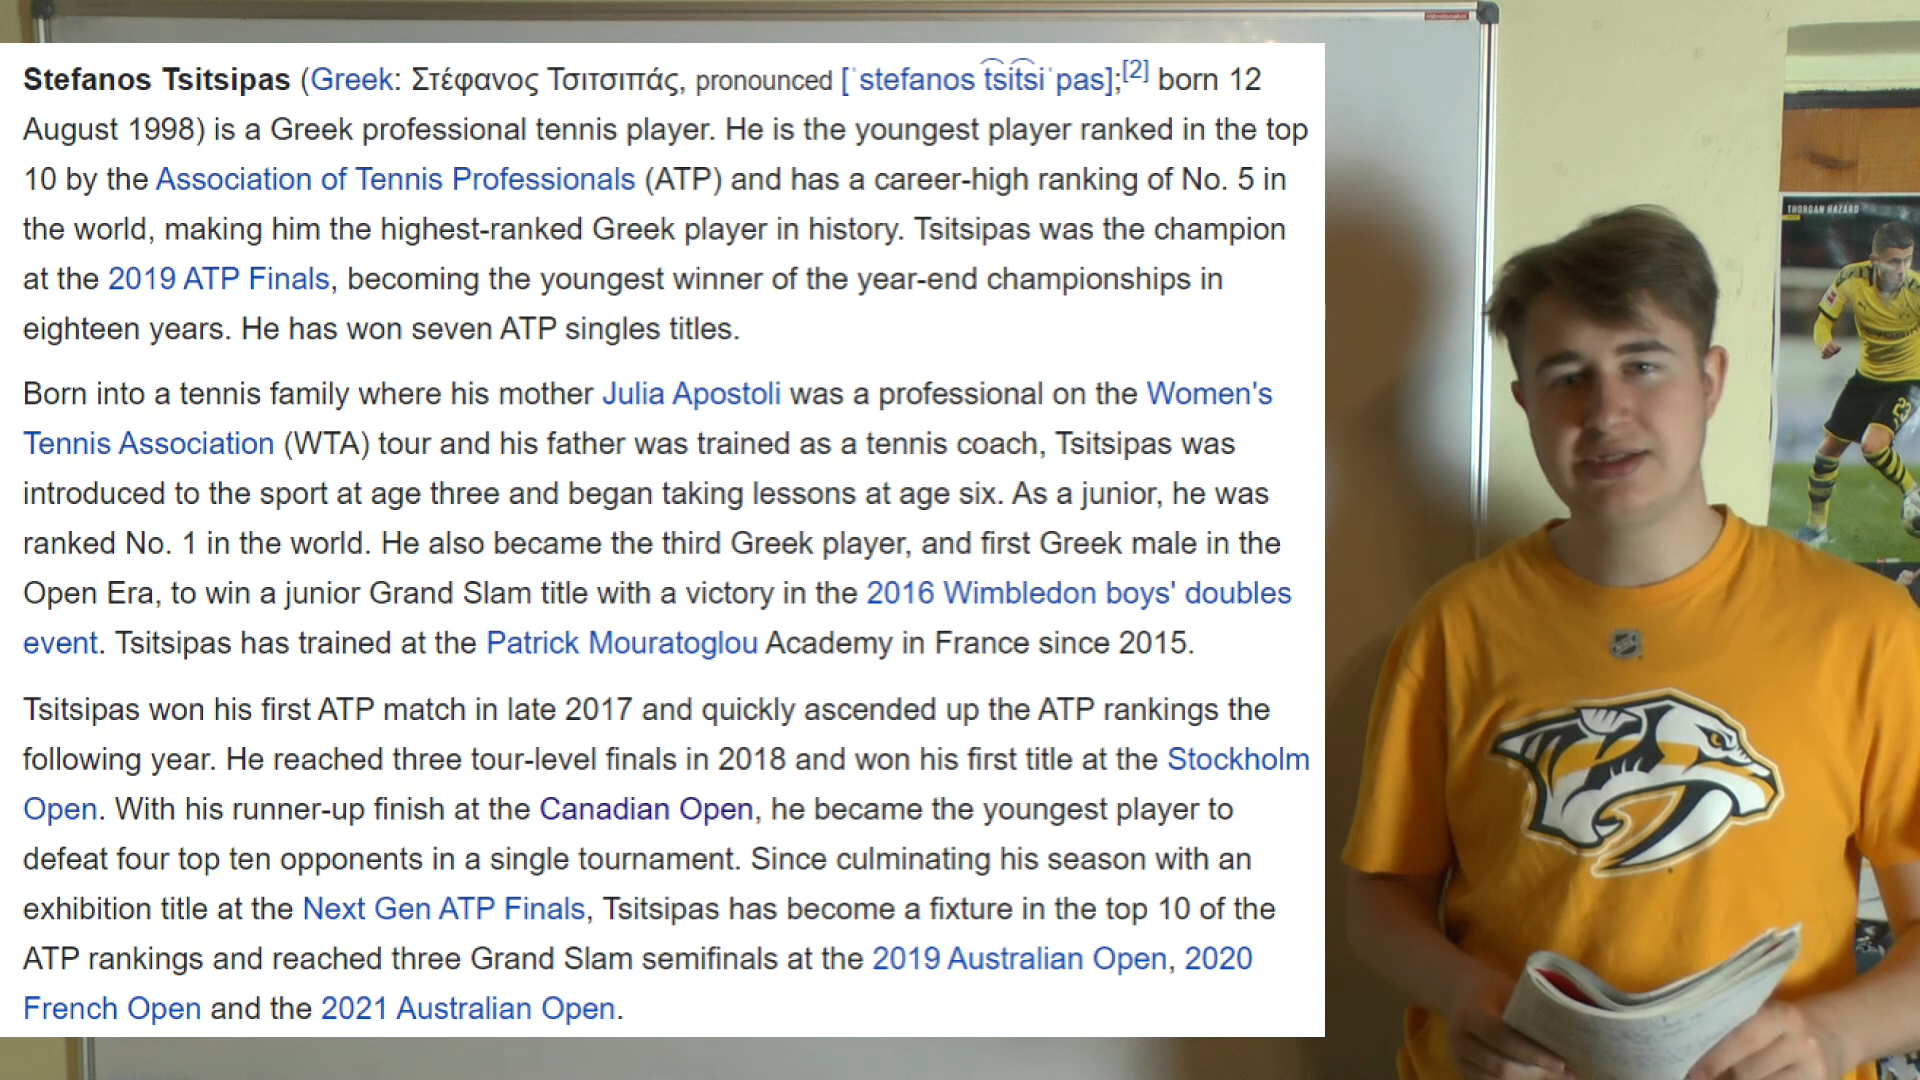 Stefanos Tsitsipas (Greek: Στέφανος Τσιτσιπάς, pronounced [ˈstefanos t͡sit͡siˈpas];[2] born 12
August 1998) is a Greek professional tennis player. He is the youngest player ranked in the top
10 by the Association of Tennis Professionals (ATP) and has a career-high ranking of No. 5 in
the world, making him the highest-ranked Greek player in history. Tsitsipas was the champion
at the 2019 ATP Finals, becoming the youngest winner of the year-end championships in
eighteen years. He has won seven ATP singles titles.
Born into a tennis family where his mother Julia Apostoli was a professional on the Women's
Tennis Association (WTA) tour and his father was trained as a tennis coach, Tsitsipas was
introduced to the sport at age three and began taking lessons at age six. As a junior, he was
ranked No. 1 in the world. He also became the third Greek player, and first Greek male in the
Open Era, to win a junior Grand Slam title with a victory in the 2016 Wimbledon boys' doubles
event. Tsitsipas has trained at the Patrick Mouratoglou Academy in France since 2015.
Tsitsipas won his first ATP match in late 2017 and quickly ascended up the ATP rankings the
following year. He reached three tour-level finals in 2018 and won his first title at the Stockholm
Open. With his runner-up finish at the Canadian Open, he became the youngest player to
defeat four top ten opponents in a single tournament. Since culminating his season with an
exhibition title at the Next Gen ATP Finals, Tsitsipas has become a fixture in the top 10 of the
ATP rankings and reached three Grand Slam semifinals at the 2019 Australian Open, 2020
French Open and the 2021 Australian Open.
THORGAN HAZARD
23
NHL